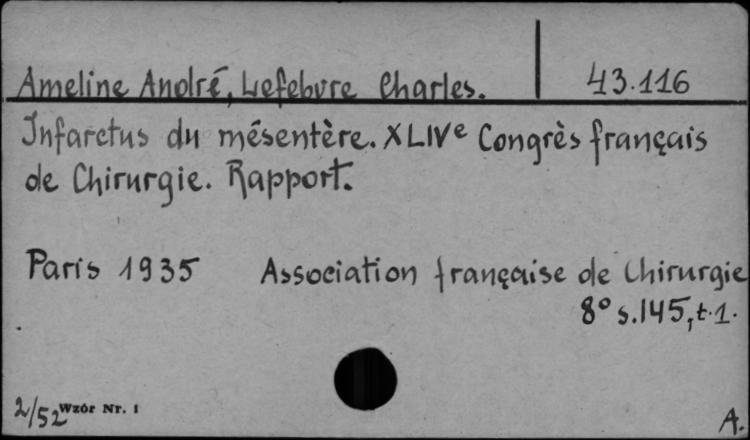 Ameline André, Lefebvre Charles. 43.116
Infarctus du mésentère. XLIVe Congrès français
de Chirurgie. Rapport.
Paris 1935 Association française de Chirurgie
8° s.145, t.1.
2/52 Wzór Nr. 1
A.